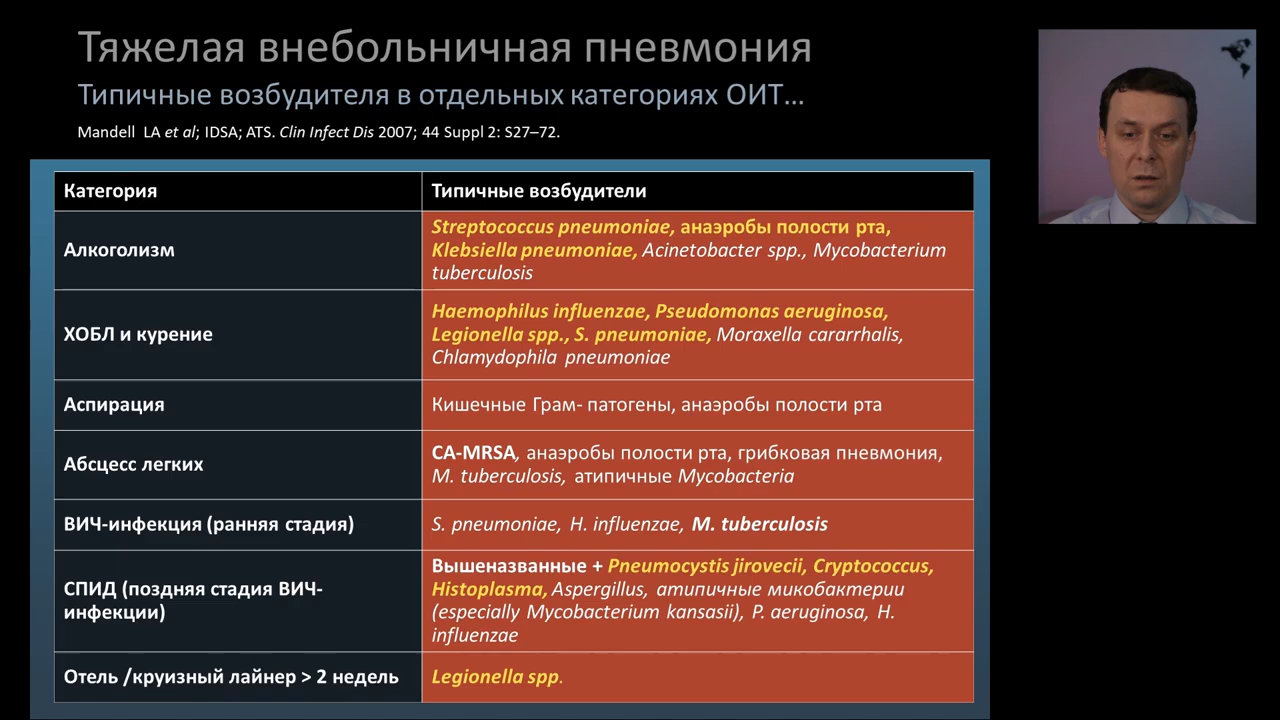 Тяжелая внебольничная пневмония
Типичные возбудителя в отдельных категориях ОИТ...
Mandell LA et al; IDSA; ATS. Clin Infect Dis 2007; 44 Suppl 2: S27–72.
Категория
Типичные возбудители
Алкоголизм
Streptococcus pneumoniae, анаэробы полости рта,
Klebsiella pneumoniae, Acinetobacter spp., Mycobacterium
tuberculosis
ХОБЛ и курение
Haemophilus influenzae, Pseudomonas aeruginosa,
Legionella spp., S. pneumoniae, Moraxella cararrhalis,
Chlamydophila pneumoniae
Аспирация
Кишечные Грам- патогены, анаэробы полости рта
Абсцесс легких
CA-MRSA, анаэробы полости рта, грибковая пневмония,
M. tuberculosis, атипичные Mycobacteria
ВИЧ-инфекция (ранняя стадия)
S. pneumoniae, H. influenzae, M. tuberculosis
СПИД (поздняя стадия ВИЧ-
инфекции)
Вышеназванные + Pneumocystis jirovecii, Cryptococcus,
Histoplasma, Aspergillus, атипичные микобактерии
(especially Mycobacterium kansasii), P. aeruginosa, H.
influenzae
Отель /круизный лайнер > 2 недель
Legionella spp.